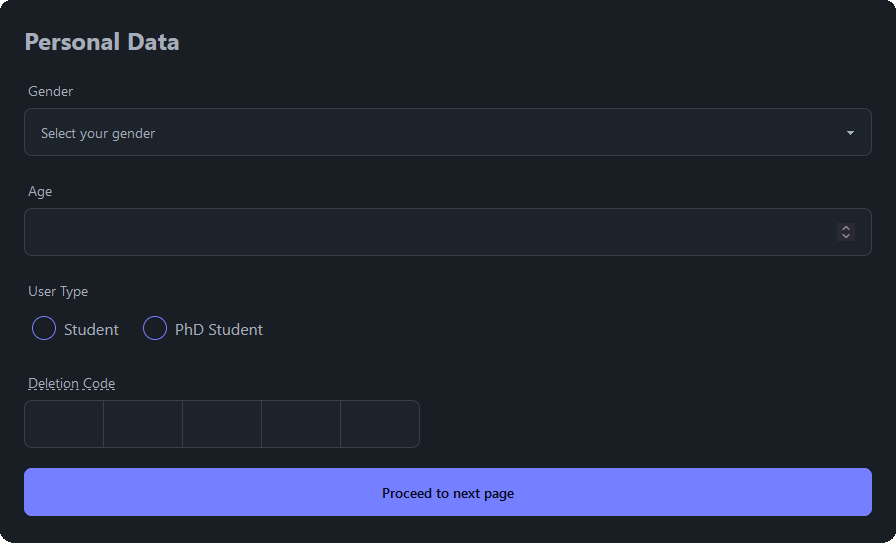 Personal Data
Gender
Select your gender
Age
User Type
Student PhD Student
Deletion Code
Proceed to next page